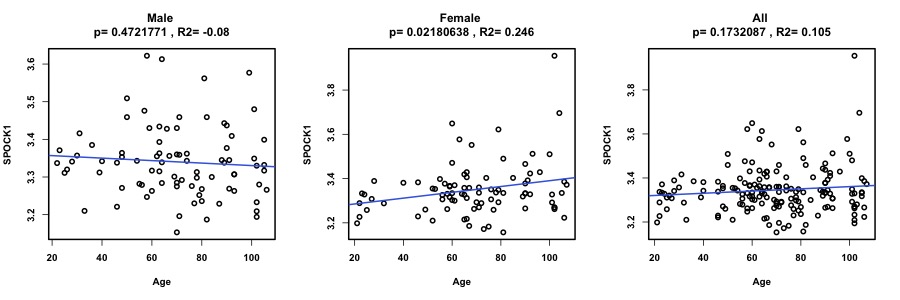 Male
p= 0.4721771 , R2= -0.08
SPOCK1
3.6
3.5
3.4
3.3
3.2
20 40 60 80 100
Age
Female
p= 0.02180638 , R2= 0.246
SPOCK1
3.8
3.6
3.4
3.2
20 40 60 80 100
Age
All
p= 0.1732087 , R2= 0.105
SPOCK1
3.8
3.6
3.4
3.2
20 40 60 80 100
Age